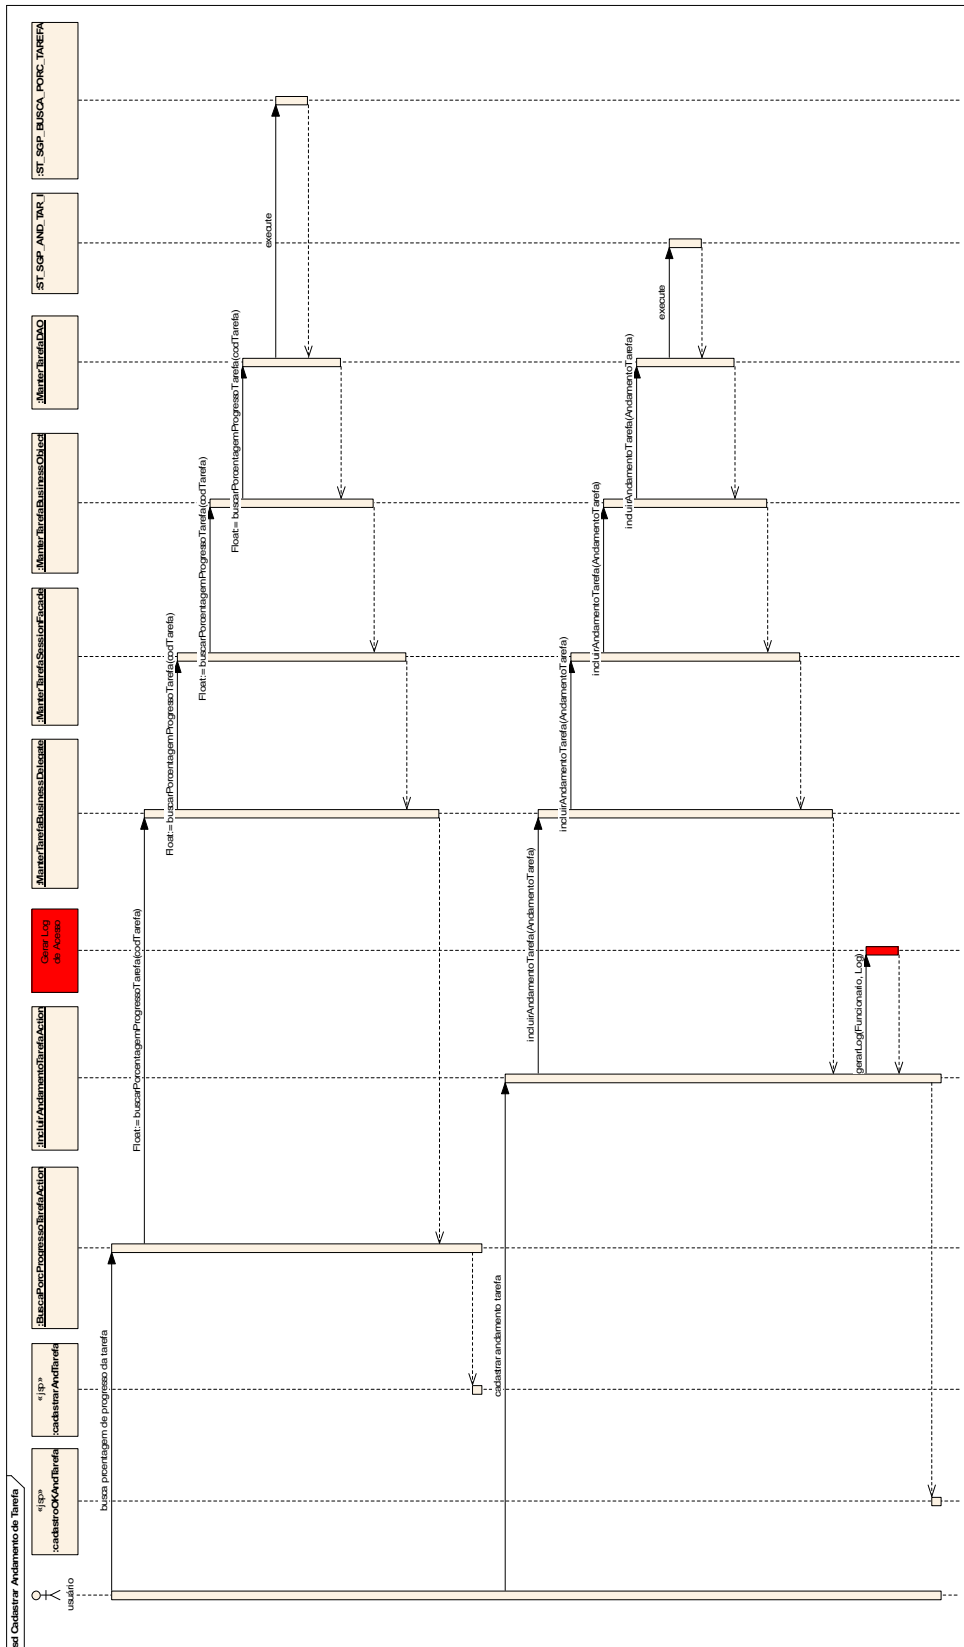 sd Cadastrar Andamento de Tarefa
usuário
«jsp»
:cadastroOKAndTarefa
«jsp»
:cadastrarAndTarefa
:BuscaPorcProgressoTarefaAction
:IncluirAndamentoTarefaAction
Gerar Log
de Acesso
:ManterTarefaBusinessDelegate
:ManterTarefaSessionFacade
:ManterTarefaBusinessObject
:ManterTarefaDAO
:ST_SGP_AND_TAR_I
:ST_SGP_BUSCA_PORC_TAREFA
busca prcentagem de progresso da tarefa
Float:= buscarPorcentagemProgressoTarefa(codTarefa)
Float:= buscarPorcentagemProgressoTarefa(codTarefa)
Float:= buscarPorcentagemProgressoTarefa(codTarefa)
Float:= buscarPorcentagemProgressoTarefa(codTarefa)
execute
cadastrar andamento tarefa
incluirAndamentoTarefa(AndamentoTarefa)
incluirAndamentoTarefa(AndamentoTarefa)
incluirAndamentoTarefa(AndamentoTarefa)
incluirAndamentoTarefa(AndamentoTarefa)
execute
gerarLog(Funcionario, Log)